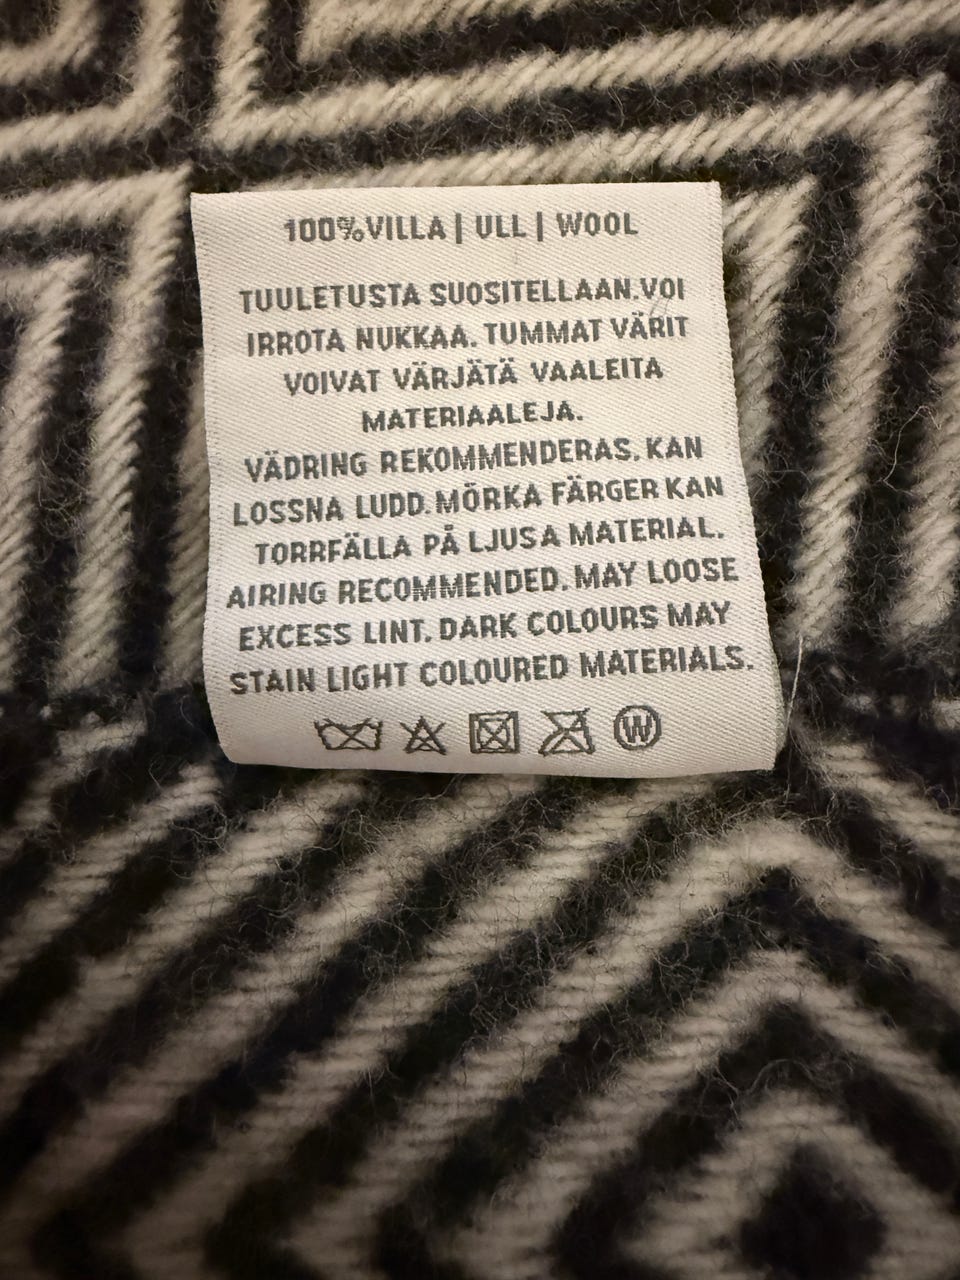 100%VILLA | ULL | WOOL
TUULETUSTA SUOSITELLAAN.VOI
IRROTA NUKKAA. TUMMAT VÄRIT
VOIVAT VÄRJÄTÄ VAALEITA
MATERIAALEJA.
VÄDRING REKOMMENDERAS. KAN
LOSSNA LUDD. MÖRKA FÄRGER KAN
TORRFÄLLA PÅ LJUSA MATERIAL.
AIRING RECOMMENDED. MAY LOOSE
EXCESS LINT. DARK COLOURS MAY
STAIN LIGHT COLOURED MATERIALS.
W